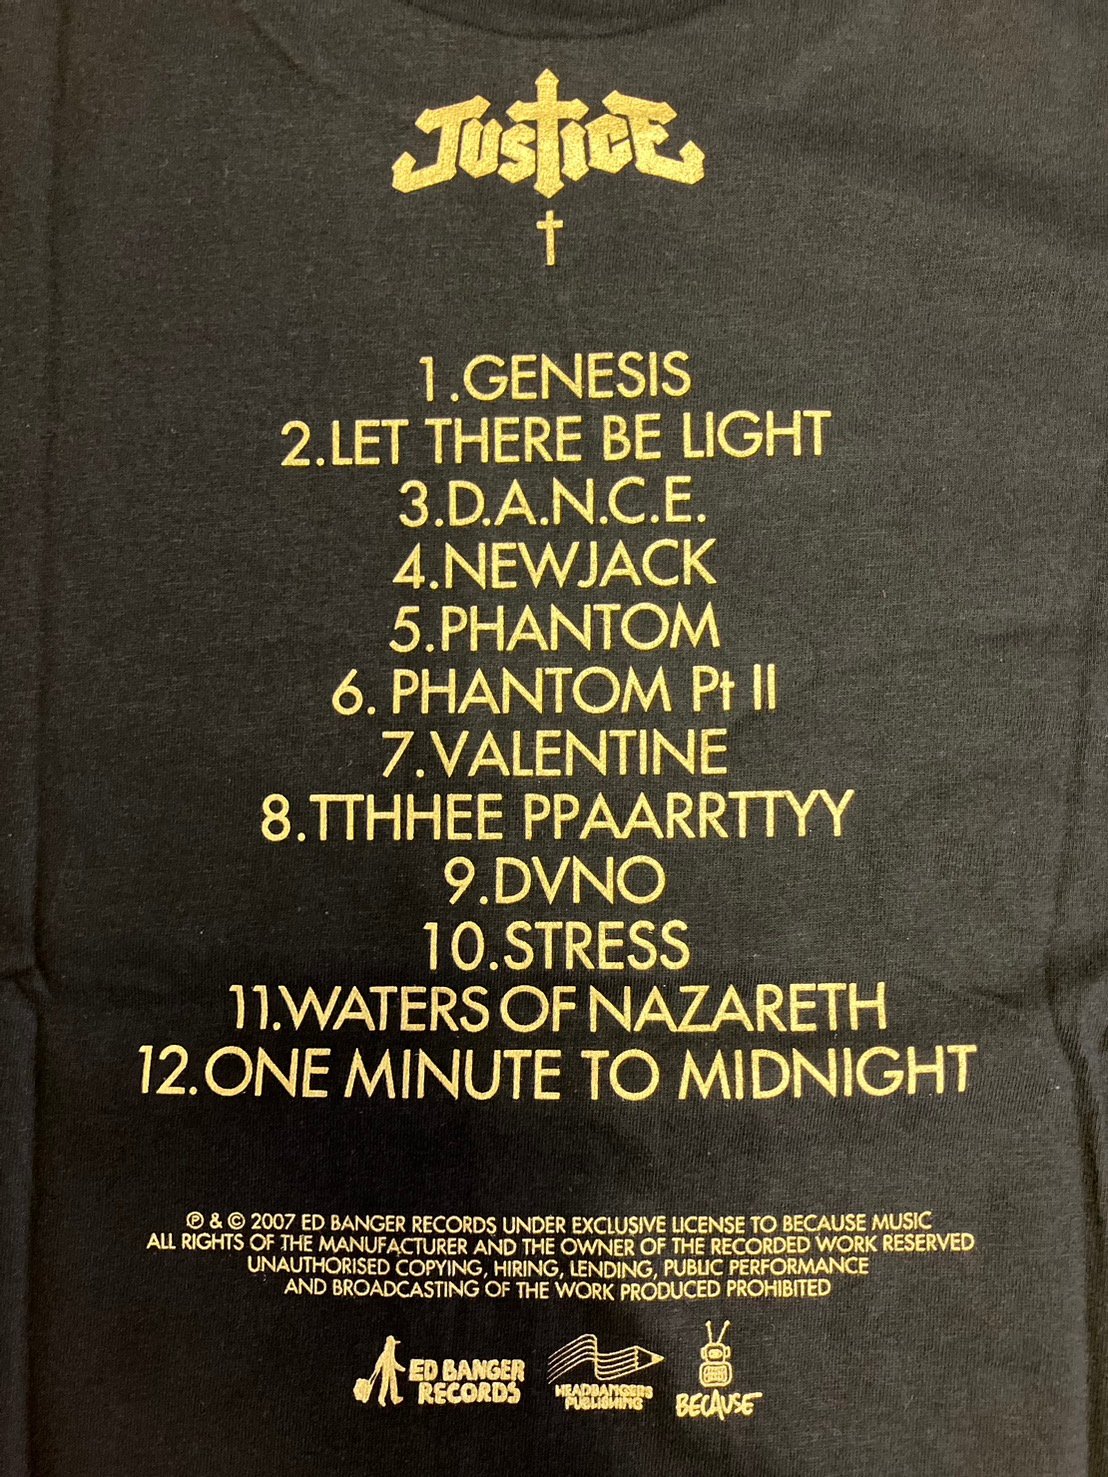 JUSTICE
†
1.GENESIS
2.LET THERE BE LIGHT
3.D.A.N.C.E.
4.NEWJACK
5.PHANTOM
6. PHANTOM Pt II
7.VALENTINE
8.TTHHEE PPAARRTTYY
9.DVNO
10.STRESS
11.WATERS OF NAZARETH
12.ONE MINUTE TO MIDNIGHT
℗ & © 2007 ED BANGER RECORDS UNDER EXCLUSIVE LICENSE TO BECAUSE MUSIC
ALL RIGHTS OF THE MANUFACTURER AND THE OWNER OF THE RECORDED WORK RESERVED
UNAUTHORISED COPYING, HIRING, LENDING, PUBLIC PERFORMANCE
AND BROADCASTING OF THE WORK PRODUCED PROHIBITED
ED BANGER
RECORDS
HEADBANGERS
PUBLISHING
BECAUSE